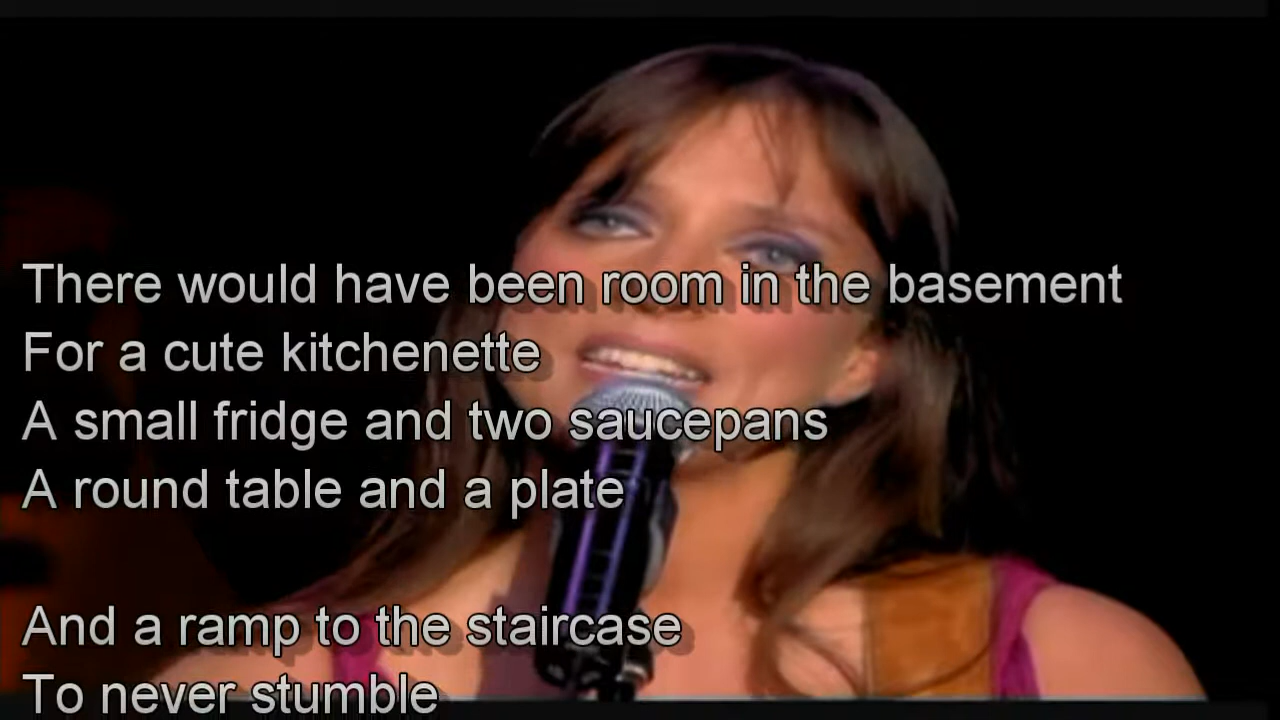 There would have been room in the basement
For a cute kitchenette
A small fridge and two saucepans
A round table and a plate
And a ramp to the staircase
To never stumble